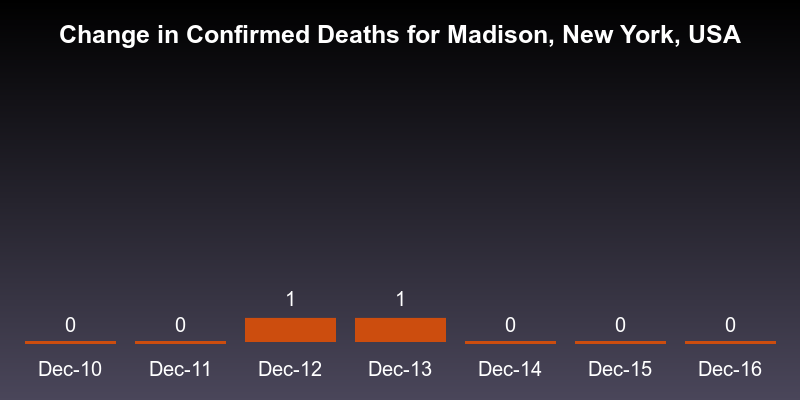 Change in Confirmed Deaths for Madison, New York, USA
1 1
0 0 0 0 0
Dec-10 Dec-11 Dec-12 Dec-13 Dec-14 Dec-15 Dec-16